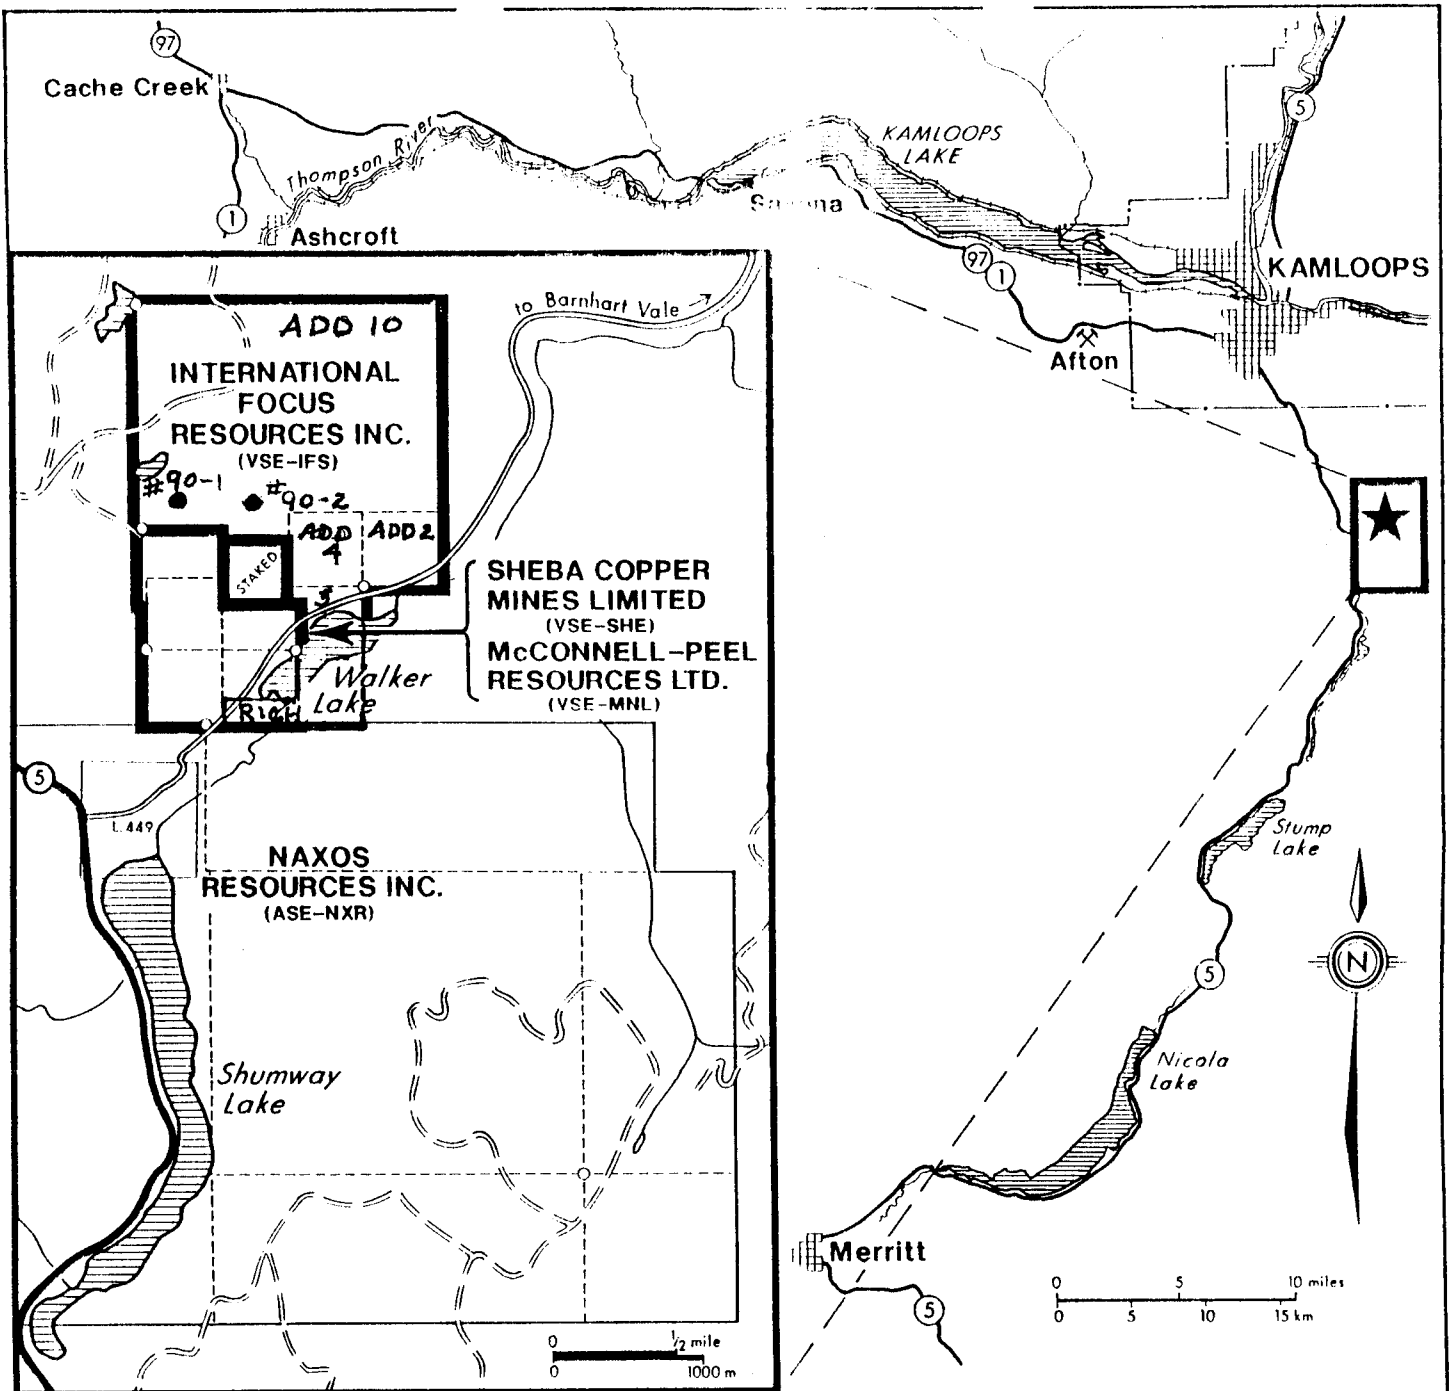 97
Cache Creek
Thompson River
1
Ashcroft
KAMLOOPS
LAKE
5
97
1
KAMLOOPS
Afton
to Barnhart Vale
ADD 10
INTERNATIONAL
FOCUS
RESOURCES INC.
(VSE-IFS)
#90-1
#90-2
ADD
4
ADD 2
STAKED
5
SHEBA COPPER
MINES LIMITED
(VSE-SHE)
McCONNELL-PEEL
RESOURCES LTD.
(VSE-MNL)
Walker
Lake
5
L.449
NAXOS
RESOURCES INC.
(ASE-NXR)
Shumway
Lake
0 1/2 mile
0 1000 m
Stump
Lake
N
5
Nicola
Lake
Merritt
5
0 5 10 miles
0 5 10 15 km